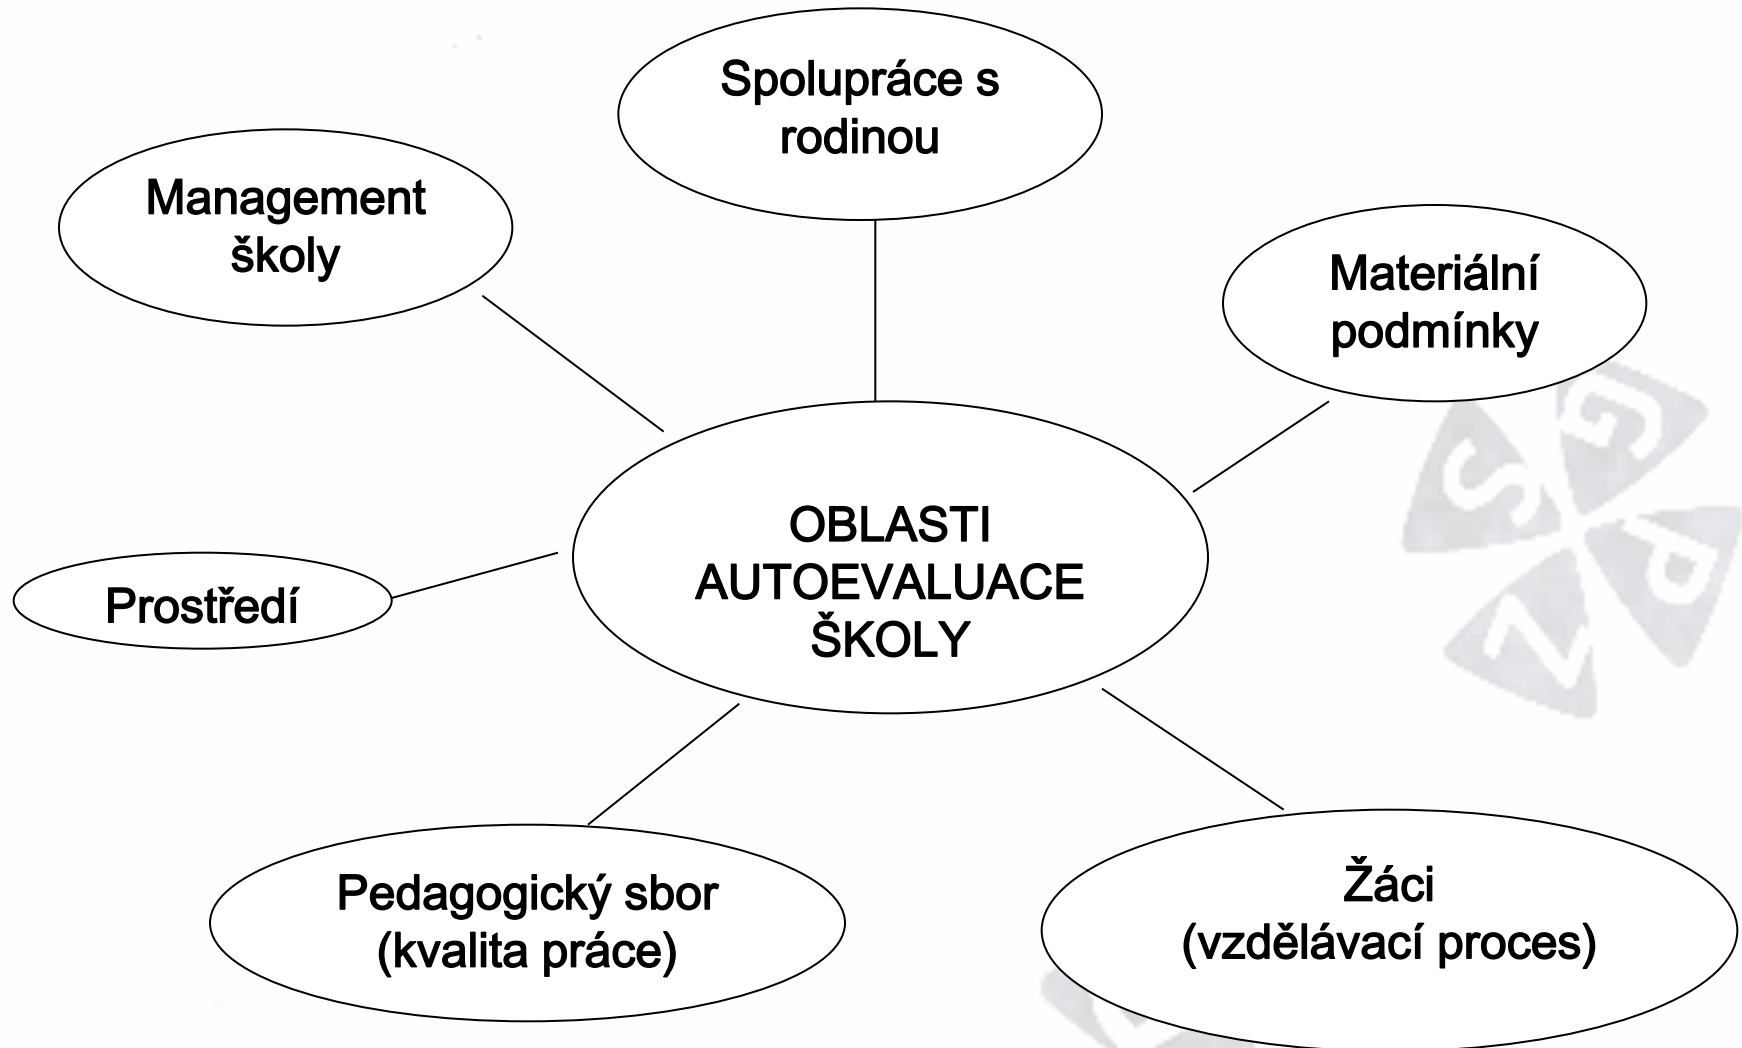 Spolupráce s
rodinou
Management
školy
Materiální
podmínky
OBLASTI
AUTOEVALUACE
ŠKOLY
Prostředí
Pedagogický sbor
(kvalita práce)
Žáci
(vzdělávací proces)
S
G
P
Z